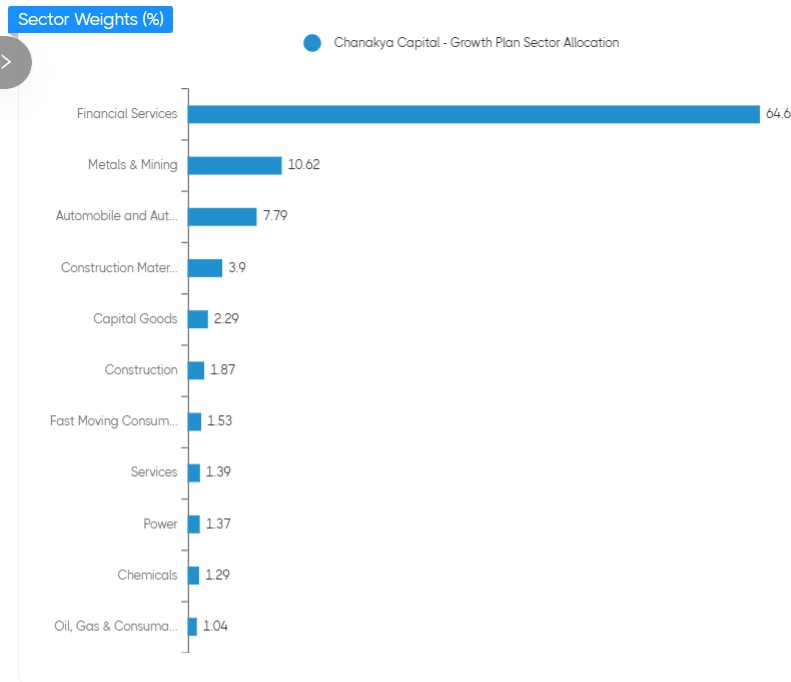 Sector Weights (%)
Chanakya Capital - Growth Plan Sector Allocation
Financial Services 64.6
Metals & Mining 10.62
Automobile and Aut... 7.79
Construction Mater... 3.9
Capital Goods 2.29
Construction 1.87
Fast Moving Consum... 1.53
Services 1.39
Power 1.37
Chemicals 1.29
Oil, Gas & Consuma... 1.04